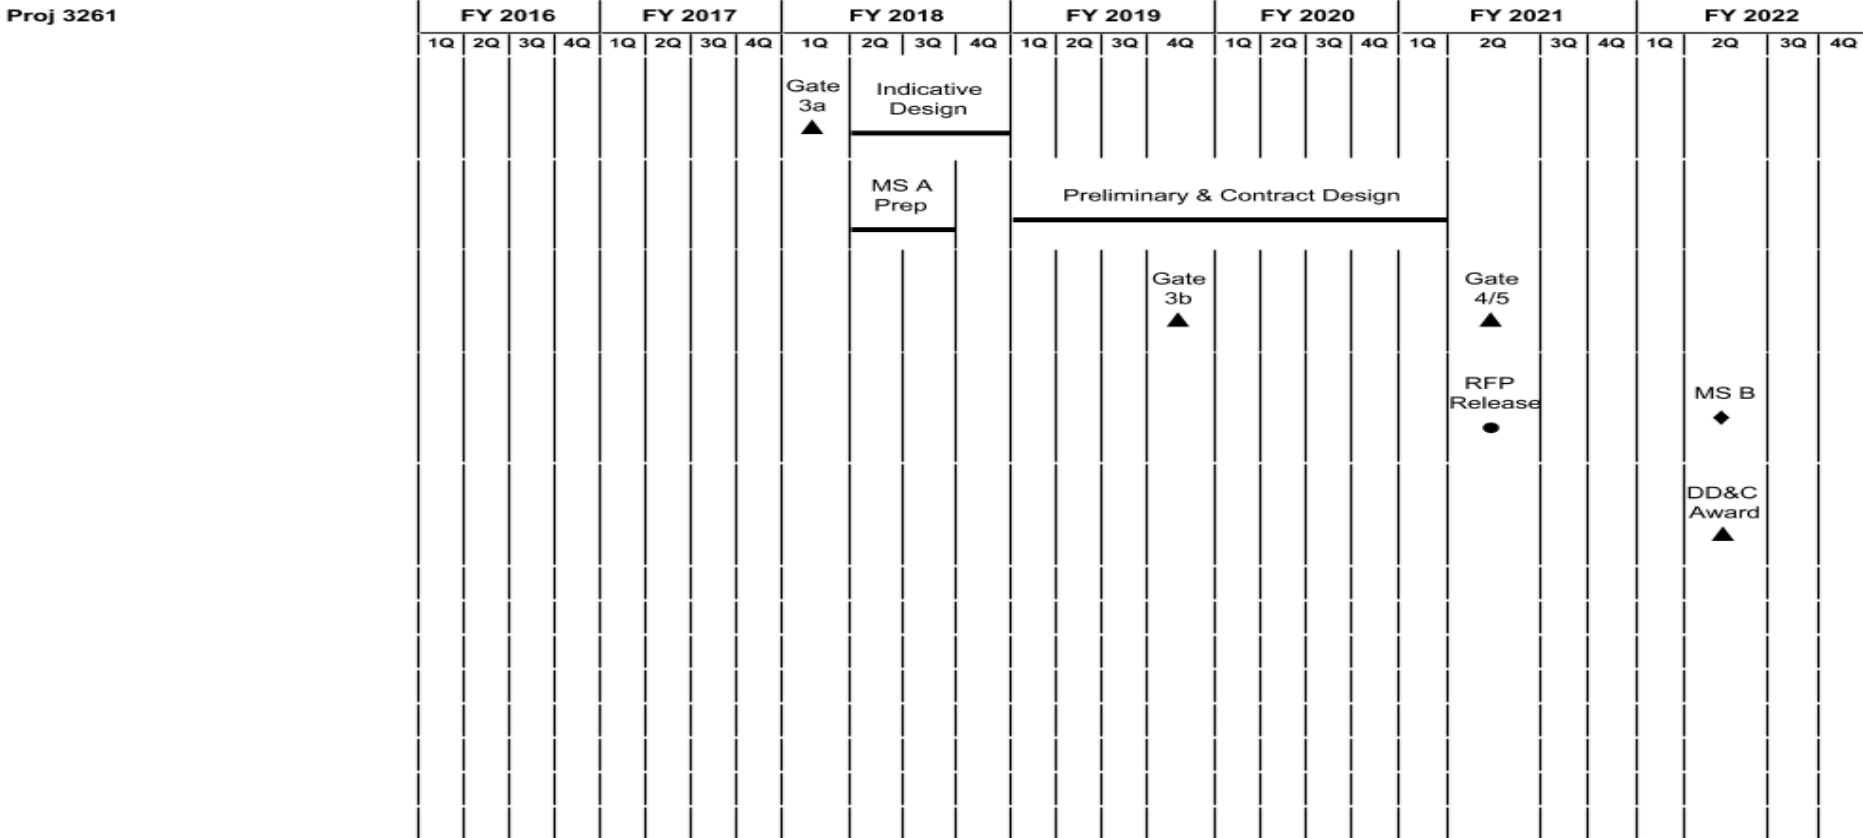 Proj 3261 FY 2016 FY 2017 FY 2018 FY 2019 FY 2020 FY 2021 FY 2022
1Q 2Q 3Q 4Q 1Q 2Q 3Q 4Q 1Q 2Q 3Q 4Q 1Q 2Q 3Q 4Q 1Q 2Q 3Q 4Q 1Q 2Q 3Q 4Q 1Q 2Q 3Q 4Q
Gate
3a
Indicative
Design
MS A
Prep
Preliminary & Contract Design
Gate
3b
Gate
4/5
RFP
Release
MS B
DD&C
Award